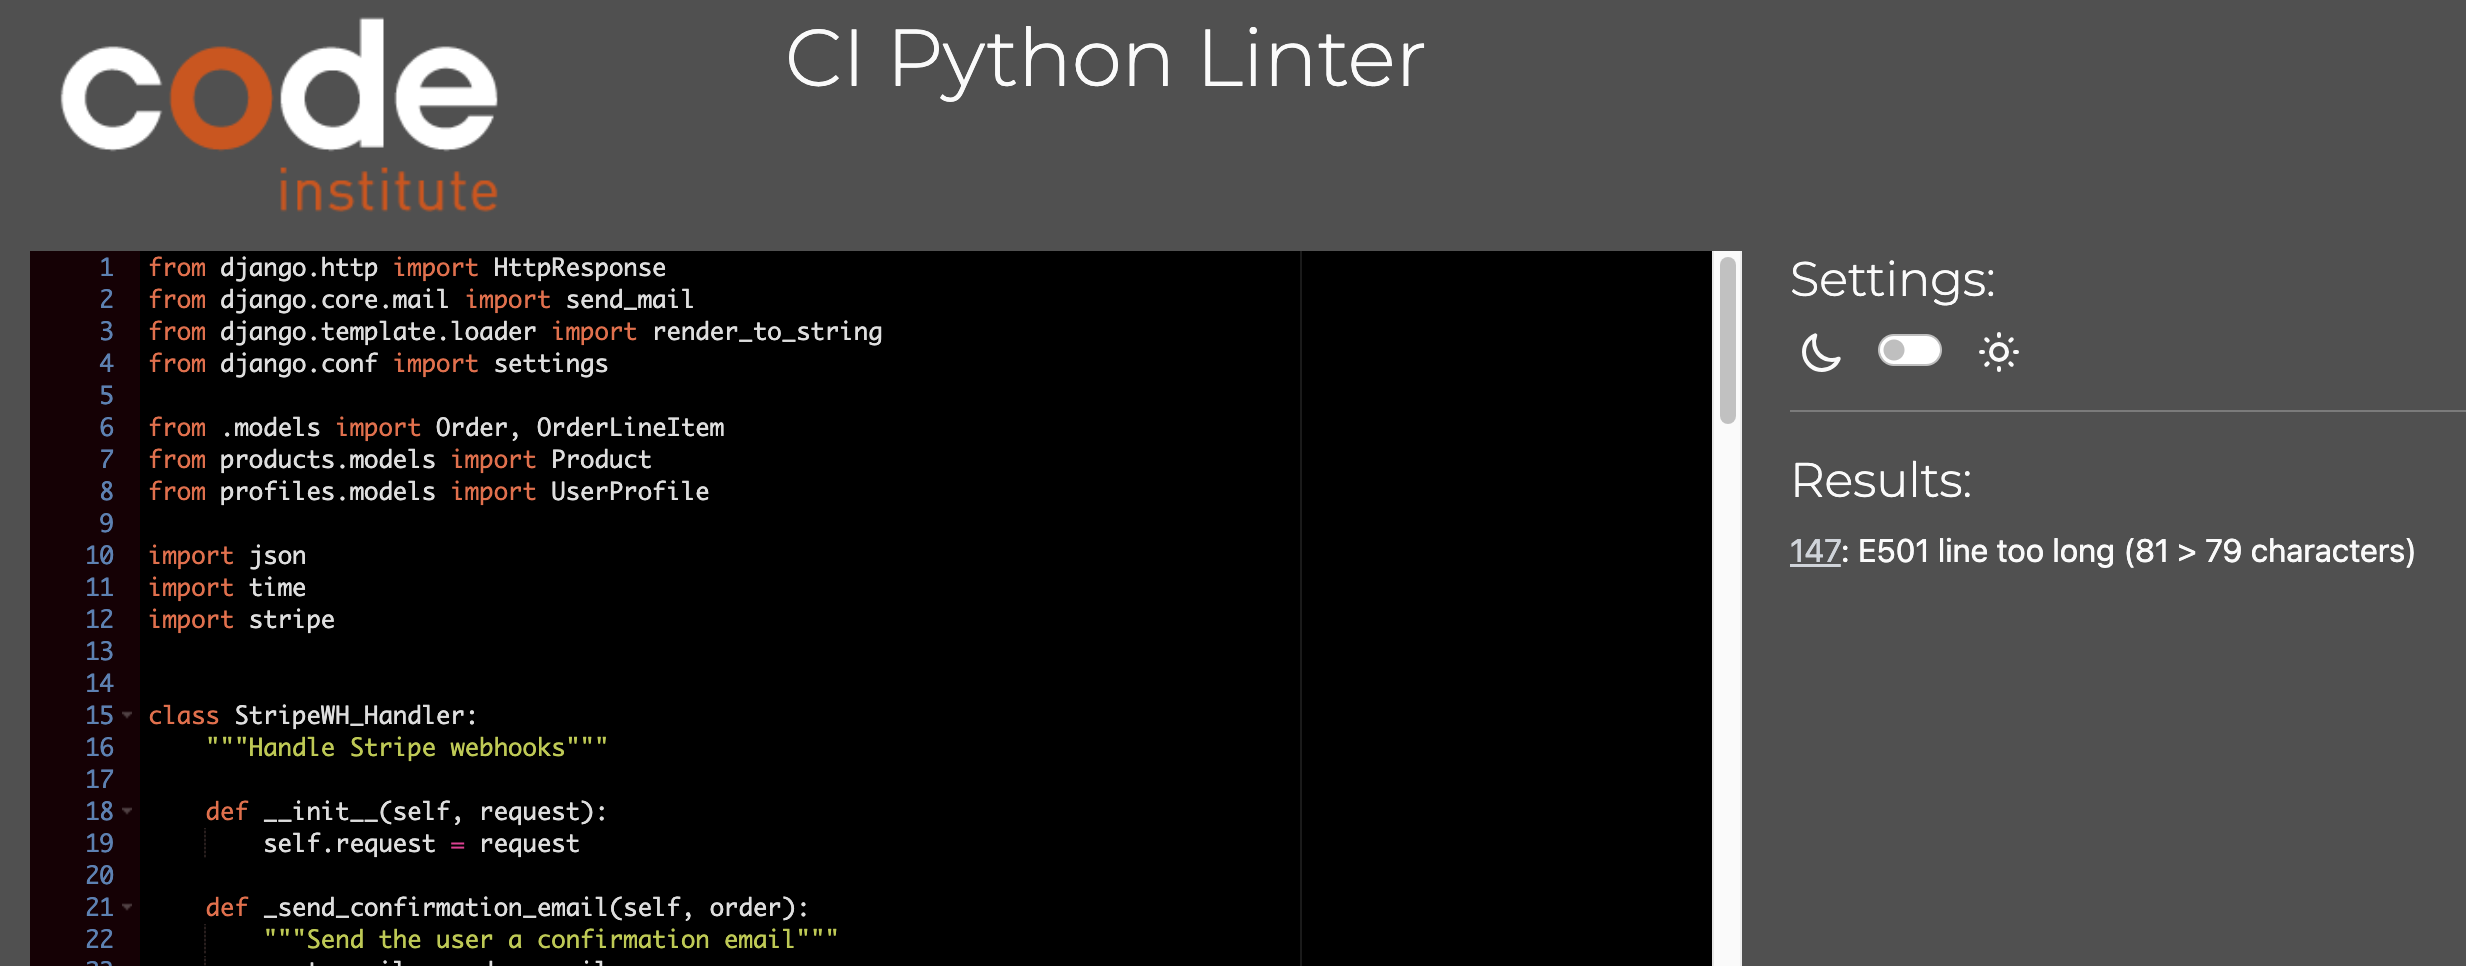 code
institute
CI Python Linter
1 from django.http import HttpResponse
2 from django.core.mail import send_mail
3 from django.template.loader import render_to_string
4 from django.conf import settings
5
6 from .models import Order, OrderLineItem
7 from products.models import Product
8 from profiles.models import UserProfile
9
10 import json
11 import time
12 import stripe
13
14
15 class StripeWH_Handler:
16     """Handle Stripe webhooks"""
17
18     def __init__(self, request):
19         self.request = request
20
21     def _send_confirmation_email(self, order):
22         """Send the user a confirmation email"""
Settings:
Results:
147: E501 line too long (81 > 79 characters)